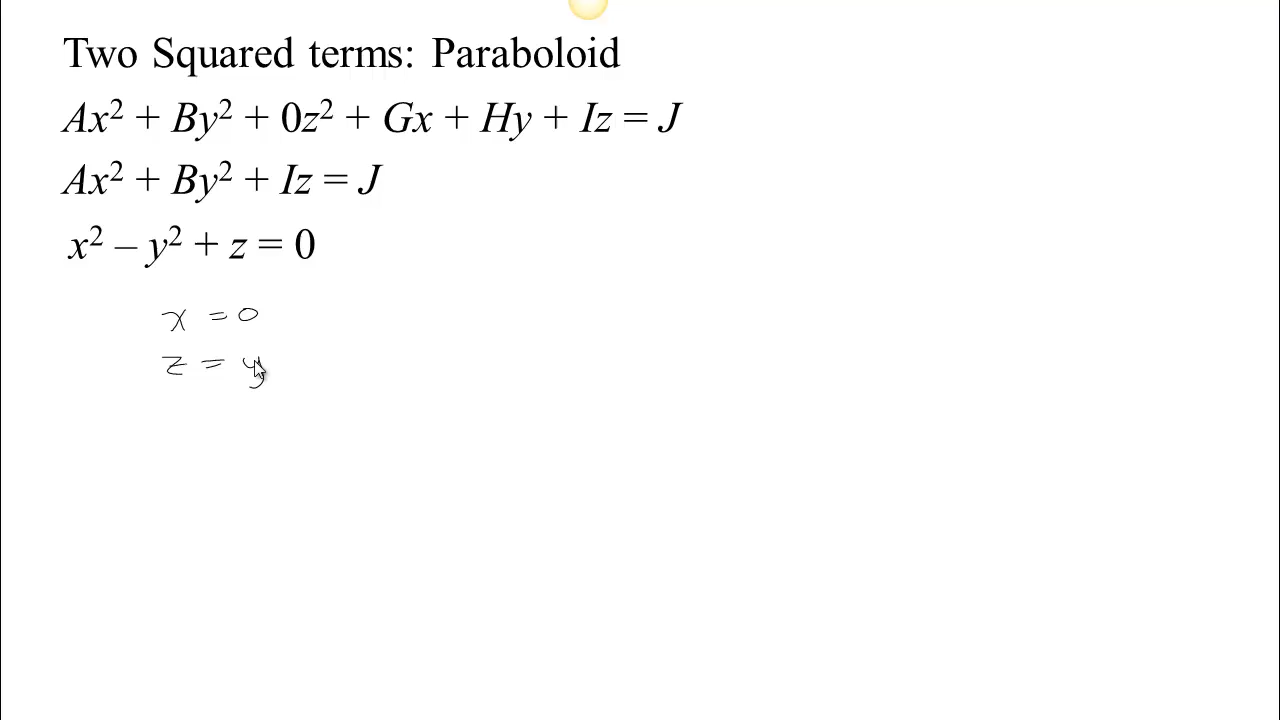 Two Squared terms: Paraboloid
Ax² + By² + 0z² + Gx + Hy + Iz = J
Ax² + By² + Iz = J
x² – y² + z = 0
x = 0
z = y